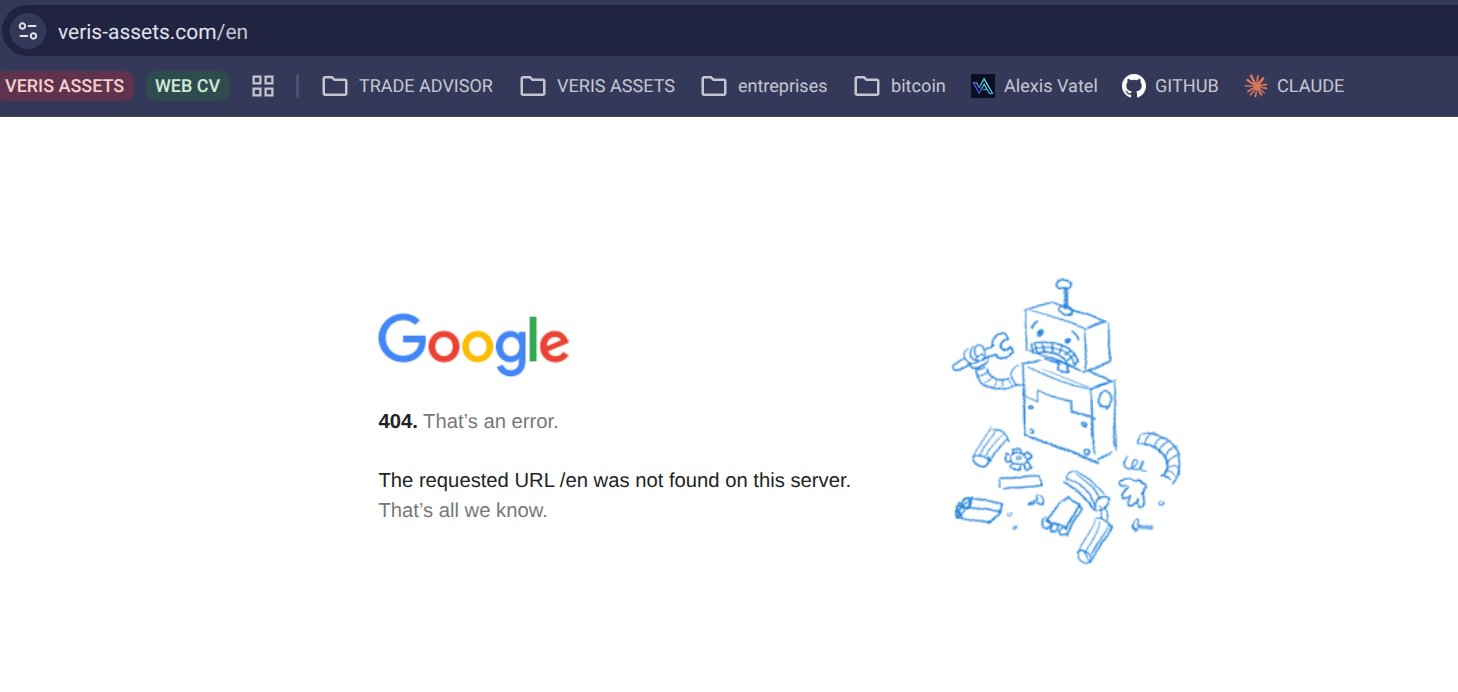 veris-assets.com/en
VERIS ASSETS WEB CV TRADE ADVISOR VERIS ASSETS entreprises bitcoin Alexis Vatel GITHUB CLAUDE
Google
404. That’s an error.
The requested URL /en was not found on this server.
That’s all we know.